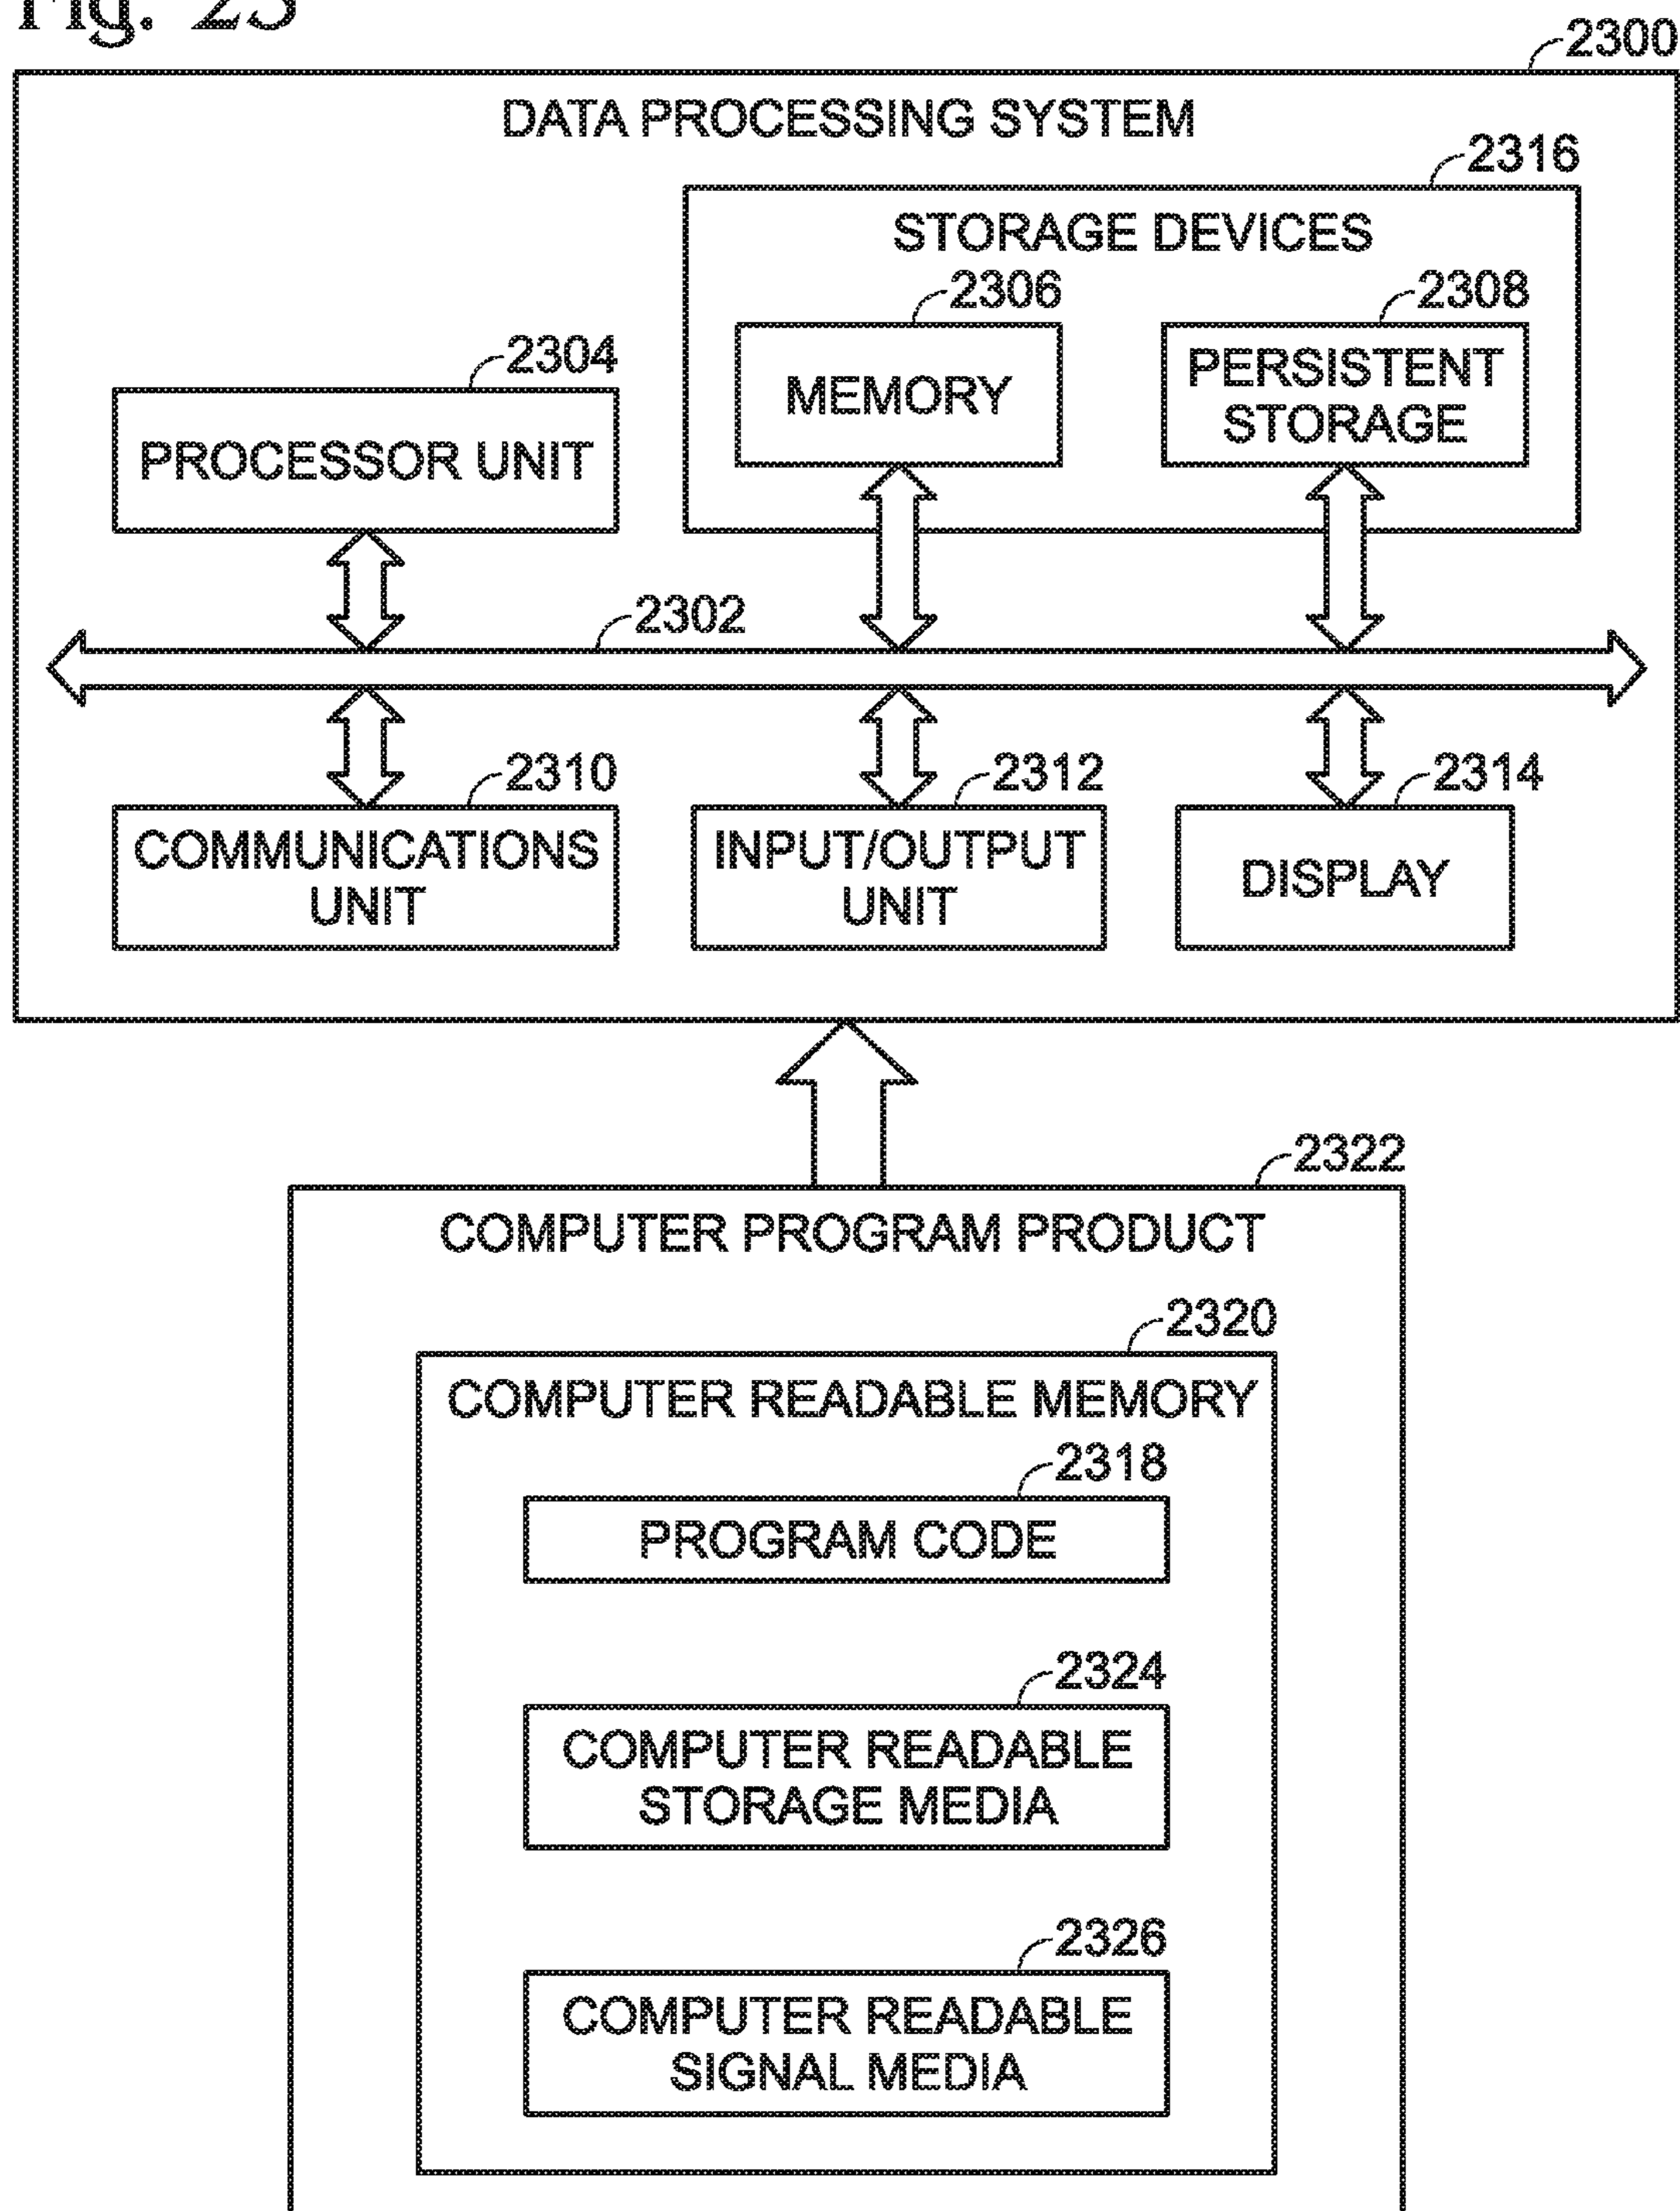 Fig. 23
2300
DATA PROCESSING SYSTEM
2316
STORAGE DEVICES
2306
2308
2304
MEMORY
PERSISTENT
STORAGE
PROCESSOR UNIT
2302
2310
2312
2314
COMMUNICATIONS
UNIT
INPUT/OUTPUT
UNIT
DISPLAY
2322
COMPUTER PROGRAM PRODUCT
2320
COMPUTER READABLE MEMORY
2318
PROGRAM CODE
2324
COMPUTER READABLE
STORAGE MEDIA
2326
COMPUTER READABLE
SIGNAL MEDIA